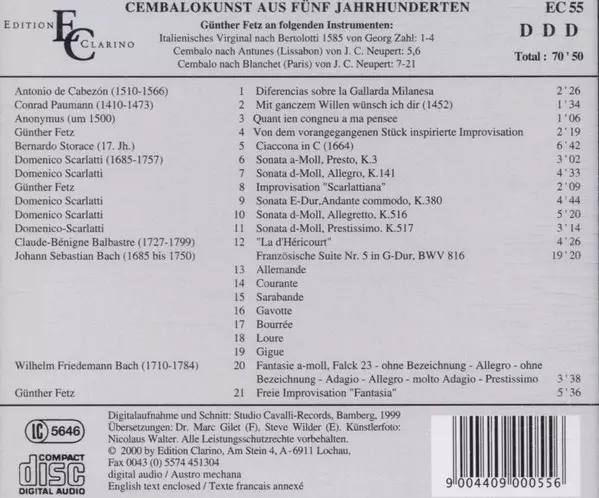 EDITION CLARINO
EC
CEMBALOKUNST AUS FÜNF JAHRHUNDERTEN
EC 55
Günther Fetz an folgenden Instrumenten:
D D D
Italienisches Virginal nach Bertolotti 1585 von Georg Zahl: 1-4
Cembalo nach Antunes (Lissabon) von J. C. Neupert: 5,6
Total : 70'50
Cembalo nach Blanchet (Paris) von J. C. Neupert: 7-21
Antonio de Cabezón (1510-1566) 1 Diferencias sobre la Gallarda Milanesa 2'26
Conrad Paumann (1410-1473) 2 Mit ganczem Willen wünsch ich dir (1452) 1'34
Anonymus (um 1500) 3 Quant ien congneu a ma pensee 1'06
Günther Fetz 4 Von dem vorangegangenen Stück inspirierte Improvisation 2'19
Bernardo Storace (17. Jh.) 5 Ciaccona in C (1664) 6'42
Domenico Scarlatti (1685-1757) 6 Sonata a-Moll, Presto, K.3 3'02
Domenico Scarlatti 7 Sonata d-Moll, Allegro, K.141 4'33
Günther Fetz 8 Improvisation "Scarlattiana" 2'09
Domenico Scarlatti 9 Sonata E-Dur,Andante commodo, K.380 4'44
Domenico Scarlatti 10 Sonata d-Moll, Allegretto, K.516 5'20
Domenico-Scarlatti 11 Sonata d-Moll, Prestissimo. K.517 3'14
Claude-Bénigne Balbastre (1727-1799) 12 "La d'Héricourt" 4'26
Johann Sebastian Bach (1685 bis 1750) Französische Suite Nr. 5 in G-Dur, BWV 816 19'20
13 Allemande
14 Courante
15 Sarabande
16 Gavotte
17 Bourrée
18 Loure
19 Gigue
Wilhelm Friedemann Bach (1710-1784) 20 Fantasie a-moll, Falck 23 - ohne Bezeichnung - Allegro - ohne
Bezeichnung - Adagio - Allegro - molto Adagio - Prestissimo 3'38
Günther Fetz 21 Freie Improvisation "Fantasia" 5'36
LC 5646
COMPACT
disc
DIGITAL AUDIO
Digitalaufnahme und Schnitt: Studio Cavalli-Records, Bamberg, 1999
Übersetzungen: Dr. Marc Gilet (F), Steve Wilder (E). Künstlerfoto:
Nicolaus Walter. Alle Leistungsschutzrechte vorbehalten.
© 2000 by Edition Clarino, Am Stein 4, A-6911 Lochau.
Fax 0043 (0) 5574 451304
digital audio / Austro mechana
English text enclosed / Texte francais annexé
9 004409 000556